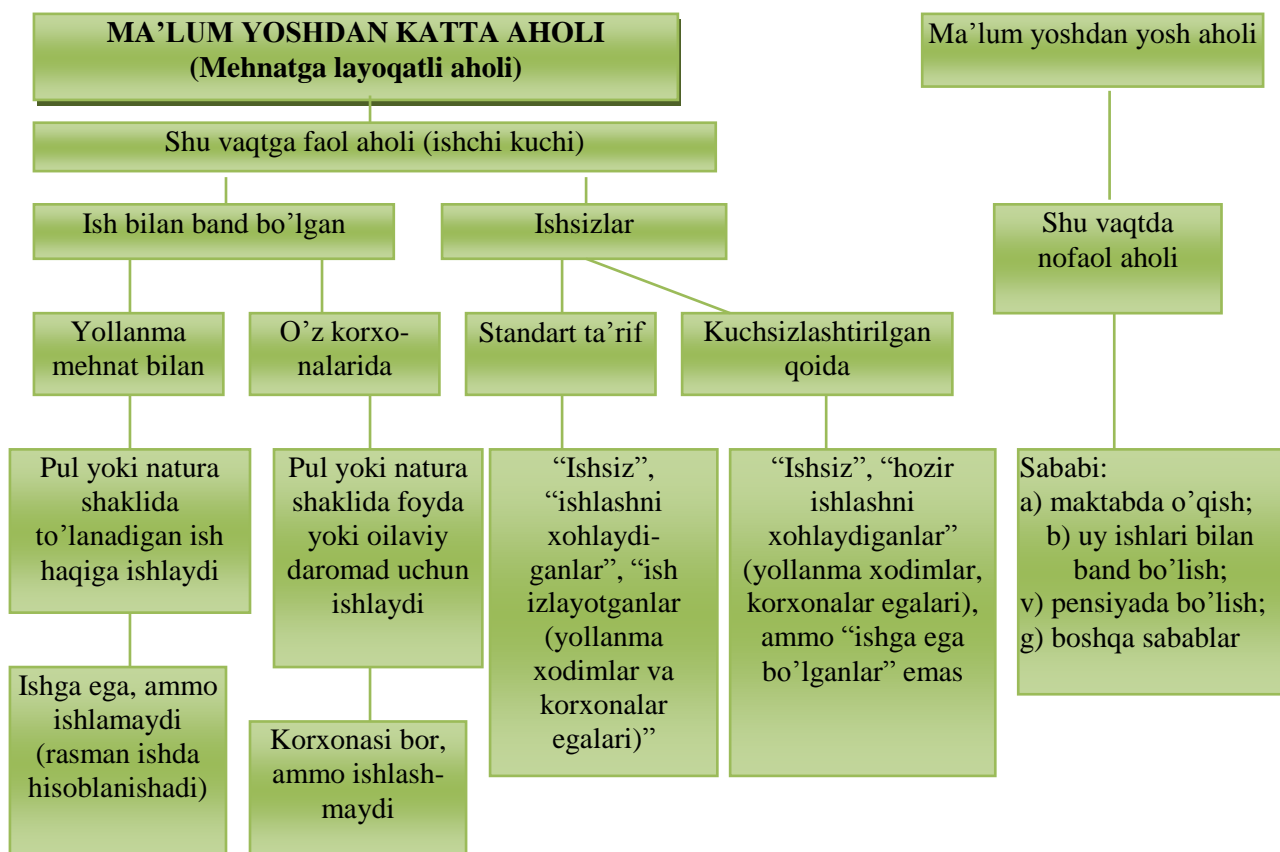 MA’LUM YOSHDAN KATTA AHOLI
(Mehnatga layoqatli aholi)
Ma’lum yoshdan yosh aholi
Shu vaqtga faol aholi (ishchi kuchi)
Ish bilan band bo’lgan
Ishsizlar
Shu vaqtda
nofaol aholi
Yollanma
mehnat bilan
O’z korxo-
nalarida
Standart ta’rif
Kuchsizlashtirilgan
qoida
Pul yoki natura
shaklida
to’lanadigan ish
haqiga ishlaydi
Pul yoki natura
shaklida foyda
yoki oilaviy
daromad uchun
ishlaydi
“Ishsiz”,
“ishlashni
xohlaydi-
ganlar”, “ish
izlayotganlar
(yollanma
xodimlar va
korxonalar
egalari)”
“Ishsiz”, “hozir
ishlashni
xohlaydiganlar”
(yollanma xodimlar,
korxonalar egalari),
ammo “ishga ega
bo’lganlar” emas
Sababi:
a) maktabda o’qish;
b) uy ishlari bilan
band bo’lish;
v) pensiyada bo’lish;
g) boshqa sabablar
Ishga ega, ammo
ishlamaydi
(rasman ishda
hisoblanishadi)
Korxonasi bor,
ammo ishlash-
maydi